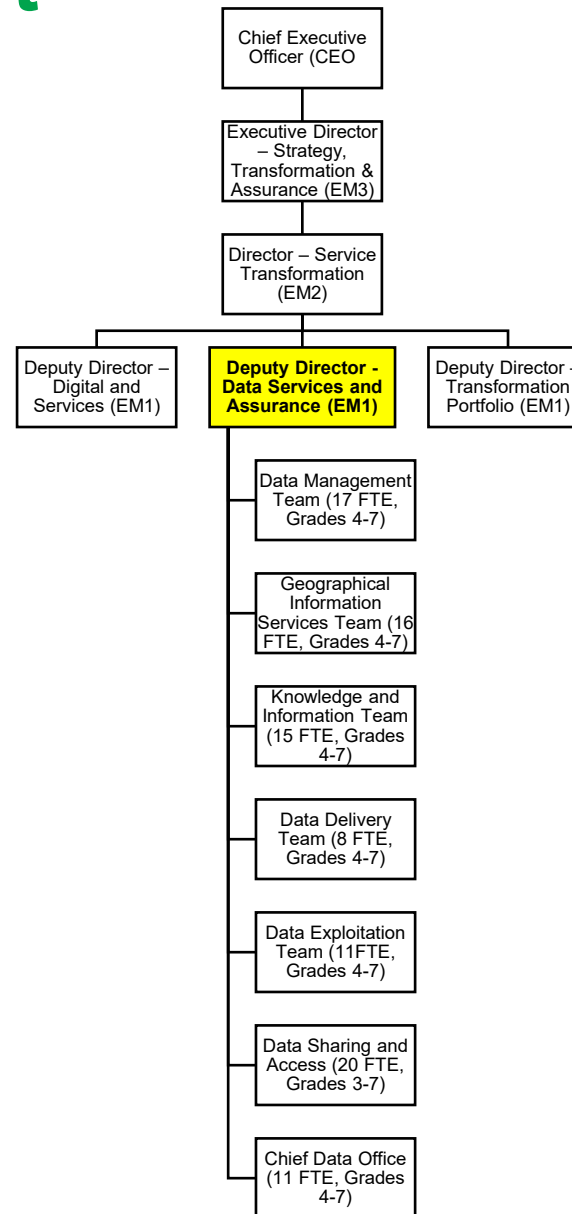 Chief Executive
Officer (CEO
Executive Director
– Strategy,
Transformation &
Assurance (EM3)
Director – Service
Transformation
(EM2)
Deputy Director –
Digital and
Services (EM1)
Deputy Director -
Data Services and
Assurance (EM1)
Deputy Director –
Transformation
Portfolio (EM1)
Data Management
Team (17 FTE,
Grades 4-7)
Geographical
Information
Services Team (16
FTE, Grades 4-7)
Knowledge and
Information Team
(15 FTE, Grades
4-7)
Data Delivery
Team (8 FTE,
Grades 4-7)
Data Exploitation
Team (11FTE,
Grades 4-7)
Data Sharing and
Access (20 FTE,
Grades 3-7)
Chief Data Office
(11 FTE, Grades
4-7)